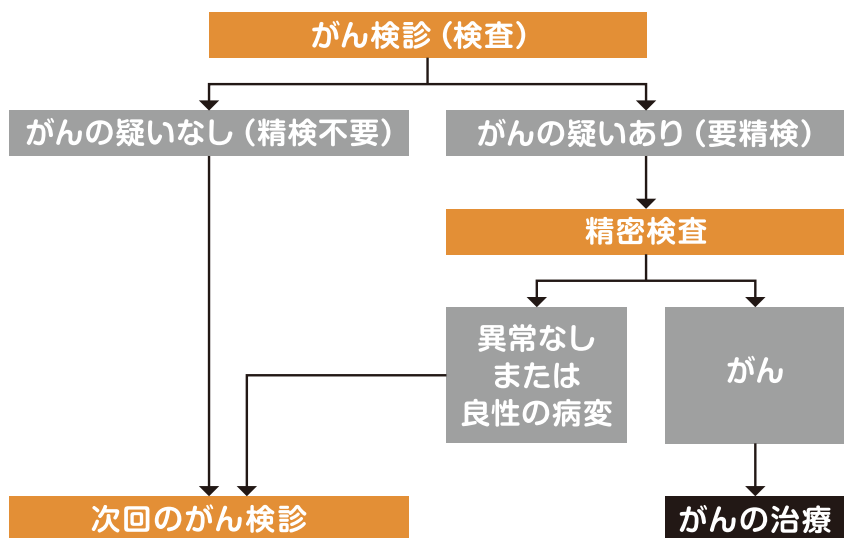 がん検診（検査）
がんの疑いなし（精検不要）
がんの疑いあり（要精検）
精密検査
異常なし
または
良性の病変
がん
次回のがん検診
がんの治療